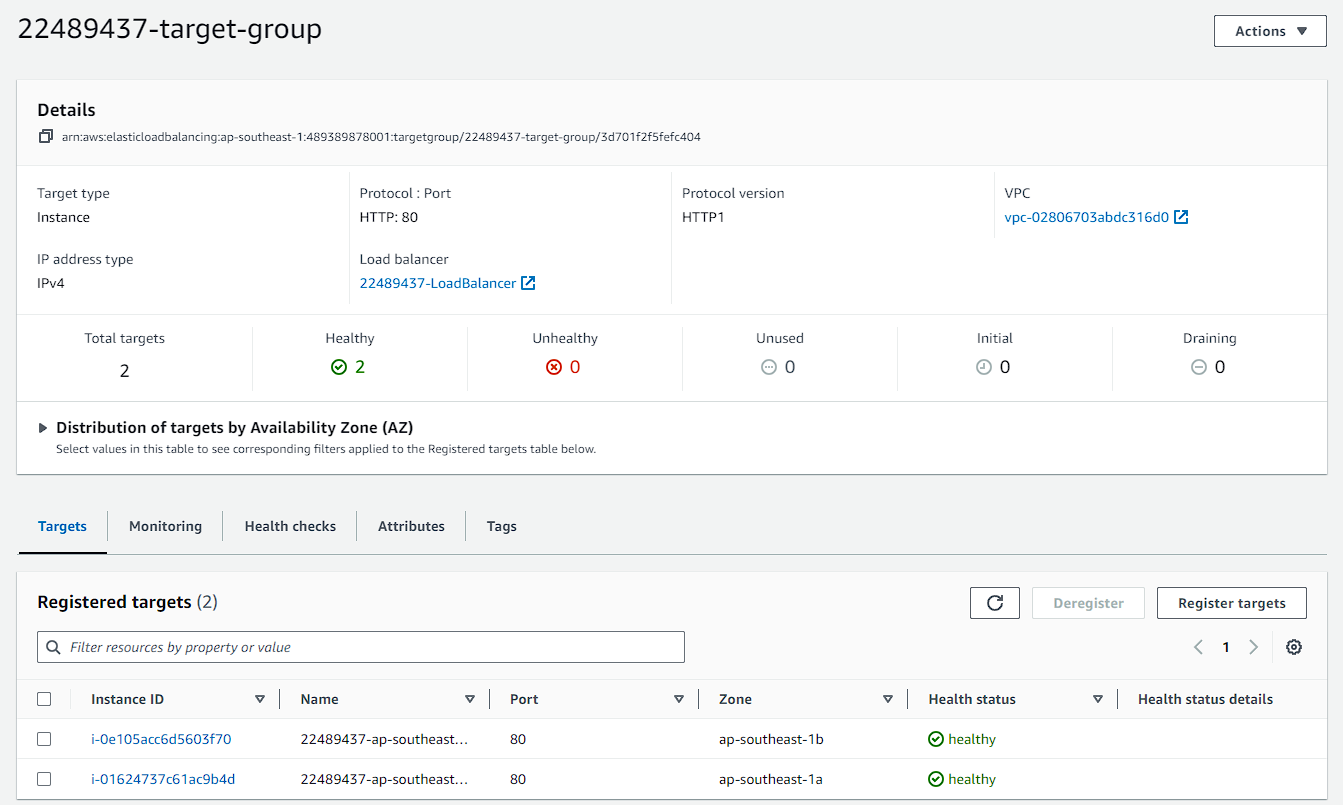 22489437-target-group
Actions
Details
arn:aws:elasticloadbalancing:ap-southeast-1:489389878001:targetgroup/22489437-target-group/3d701f2f5fefc404
Target type
Instance
Protocol : Port
HTTP: 80
Protocol version
HTTP1
VPC
vpc-02806703abdc316d0
IP address type
IPv4
Load balancer
22489437-LoadBalancer
Total targets
2
Healthy
2
Unhealthy
0
Unused
0
Initial
0
Draining
0
Distribution of targets by Availability Zone (AZ)
Select values in this table to see corresponding filters applied to the Registered targets table below.
Targets Monitoring Health checks Attributes Tags
Registered targets (2)
Deregister
Register targets
Filter resources by property or value
1
Instance ID Name Port Zone Health status Health status details
i-0e105acc6d5603f70 22489437-ap-southeast... 80 ap-southeast-1b healthy
i-01624737c61ac9b4d 22489437-ap-southeast... 80 ap-southeast-1a healthy